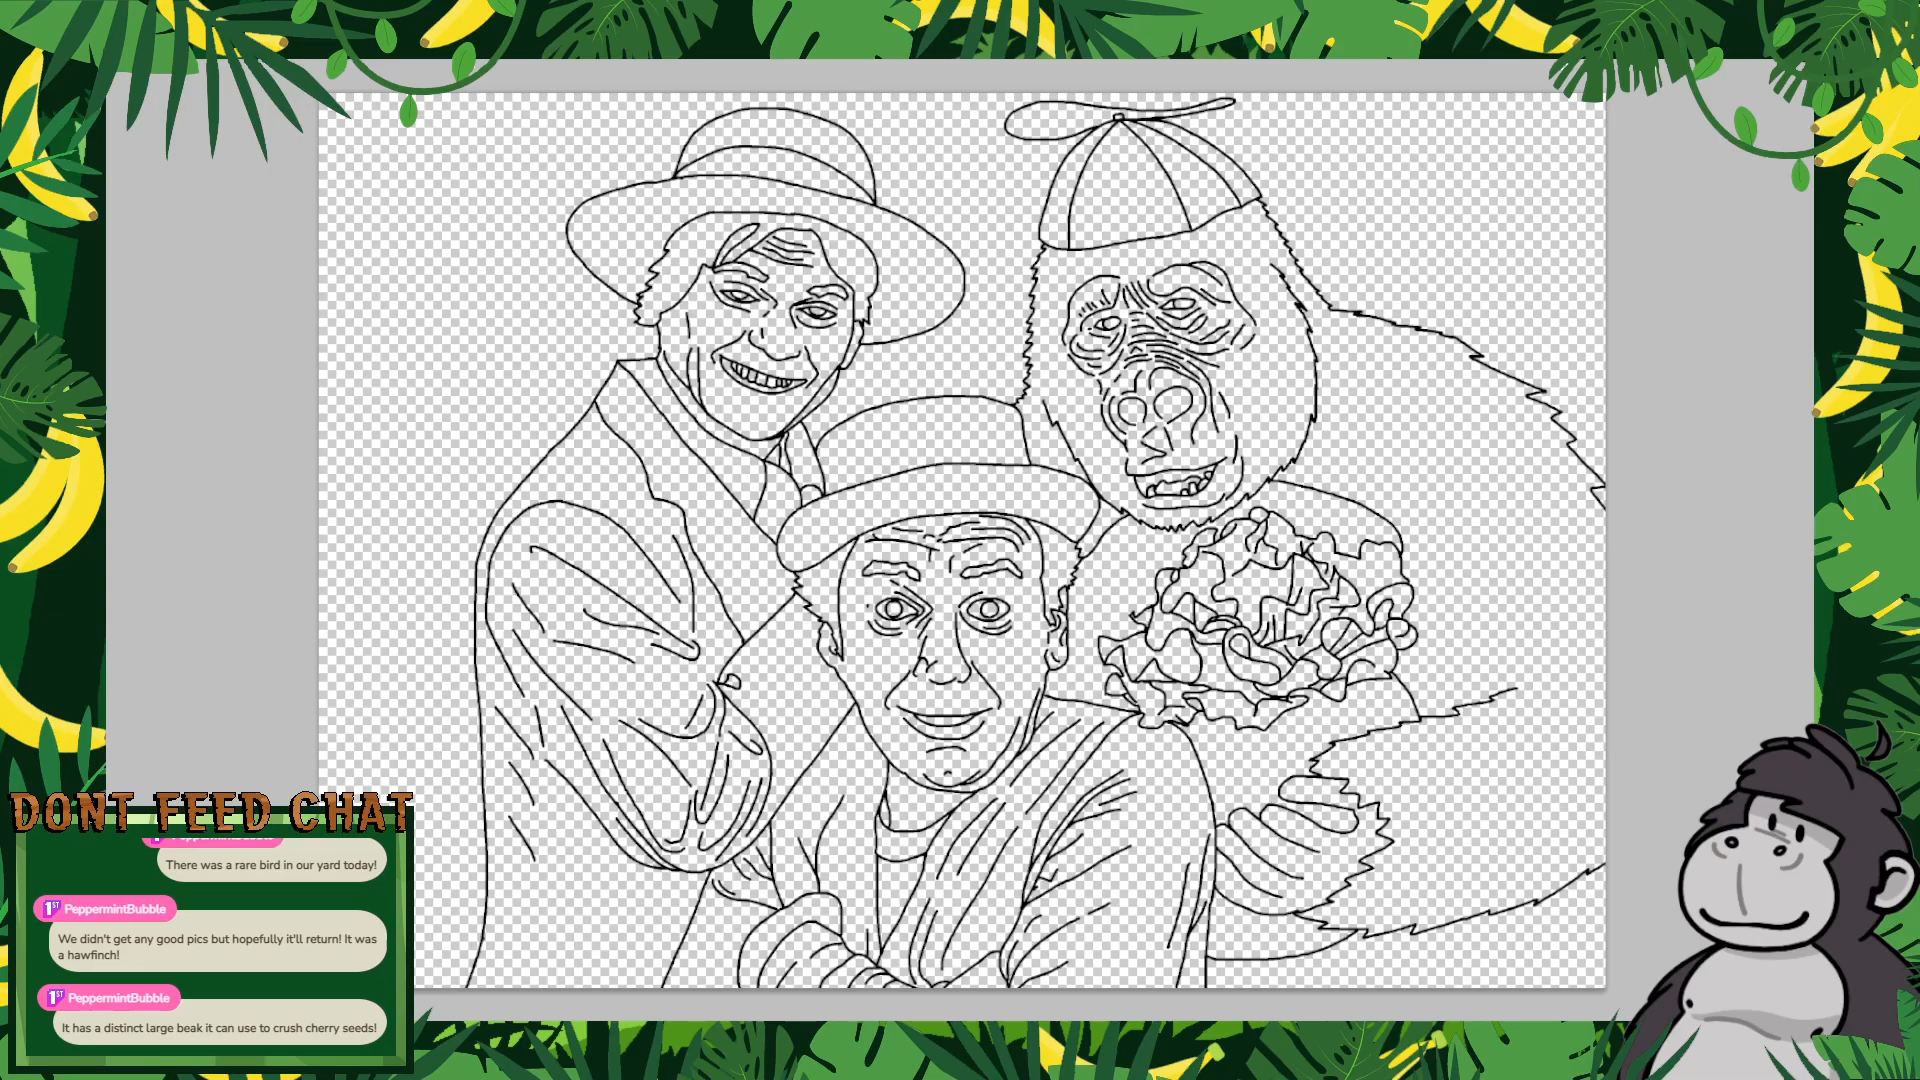 DONT FEED CHAT
There was a rare bird in our yard today!
1ST PeppermintBubble
We didn't get any good pics but hopefully it'll return! It was
a hawfinch!
1ST PeppermintBubble
It has a distinct large beak it can use to crush cherry seeds!